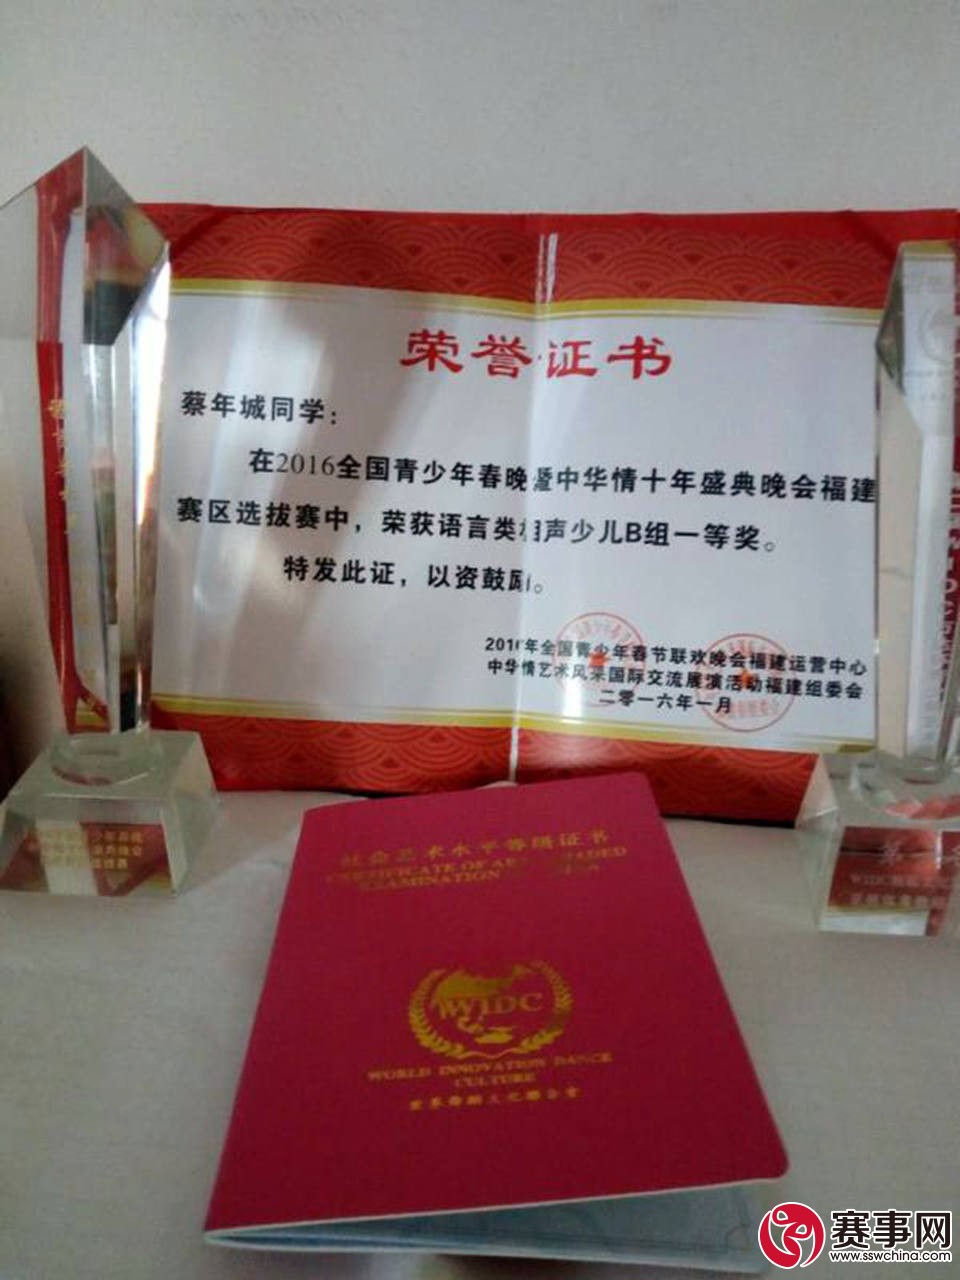 荣誉证书
蔡年城同学：
在2016全国青少年春晚暨中华情十年盛典晚会福建
赛区选拔赛中，荣获语言类相声少儿B组一等奖。
特发此证，以资鼓励。
2016年全国青少年春节联欢晚会福建运营中心
中华情艺术风采国际交流展演活动福建组委会
二零一六年一月
社会艺术水平等级证书
CERTIFICATE OF
EXAMINATION
WIDC
WORLD INNOVATION DANCE
CULTURE
WIDC
赛事网
www.sswchina.com